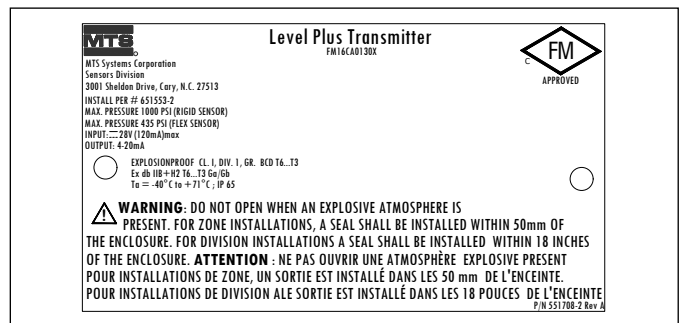 MTS
Level Plus Transmitter
FM16CA0130X
C FM
APPROVED
MTS Systems Corporation
Sensors Division
3001 Sheldon Drive, Cary, N.C. 27513
INSTALL PER # 651553-2
MAX. PRESSURE 1000 PSI (RIGID SENSOR)
MAX. PRESSURE 435 PSI (FLEX SENSOR)
INPUT: ⎓ 28V (120mA)max
OUTPUT: 4-20mA
EXPLOSIONPROOF CL. I, DIV. 1, GR. BCD T6...T3
Ex db IIB+H2 T6...T3 Ga/Gb
Ta = -40°C to +71°C ; IP 65
WARNING: DO NOT OPEN WHEN AN EXPLOSIVE ATMOSPHERE IS
PRESENT. FOR ZONE INSTALLATIONS, A SEAL SHALL BE INSTALLED WITHIN 50mm OF
THE ENCLOSURE. FOR DIVISION INSTALLATIONS A SEAL SHALL BE INSTALLED WITHIN 18 INCHES
OF THE ENCLOSURE. ATTENTION : NE PAS OUVRIR UNE ATMOSPHÈRE EXPLOSIVE PRESENT
POUR INSTALLATIONS DE ZONE, UN SORTIE EST INSTALLÉ DANS LES 50 mm DE L'ENCEINTE.
POUR INSTALLATIONS DE DIVISION ALE SORTIE EST INSTALLÉ DANS LES 18 POUCES DE L'ENCEINTE
P/N 551708-2 Rev A